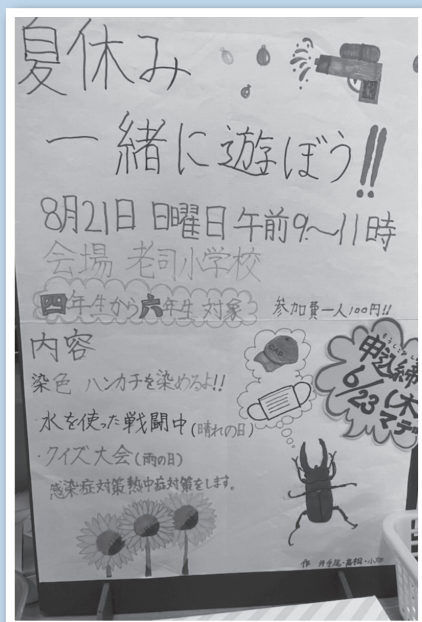 夏休み
一緒に遊ぼう!!
8月21日 日曜日 午前9〜11時
会場 老司小学校
四年生から六年生 対象
参加費一人100円!!
申込締
6/23(木)
マデ
内容
染色 ハンカチを染めるよ!!
・水を使った戦闘中(晴れの日)
・クイズ大会(雨の日)
感染症対策熱中症対策をします。
作